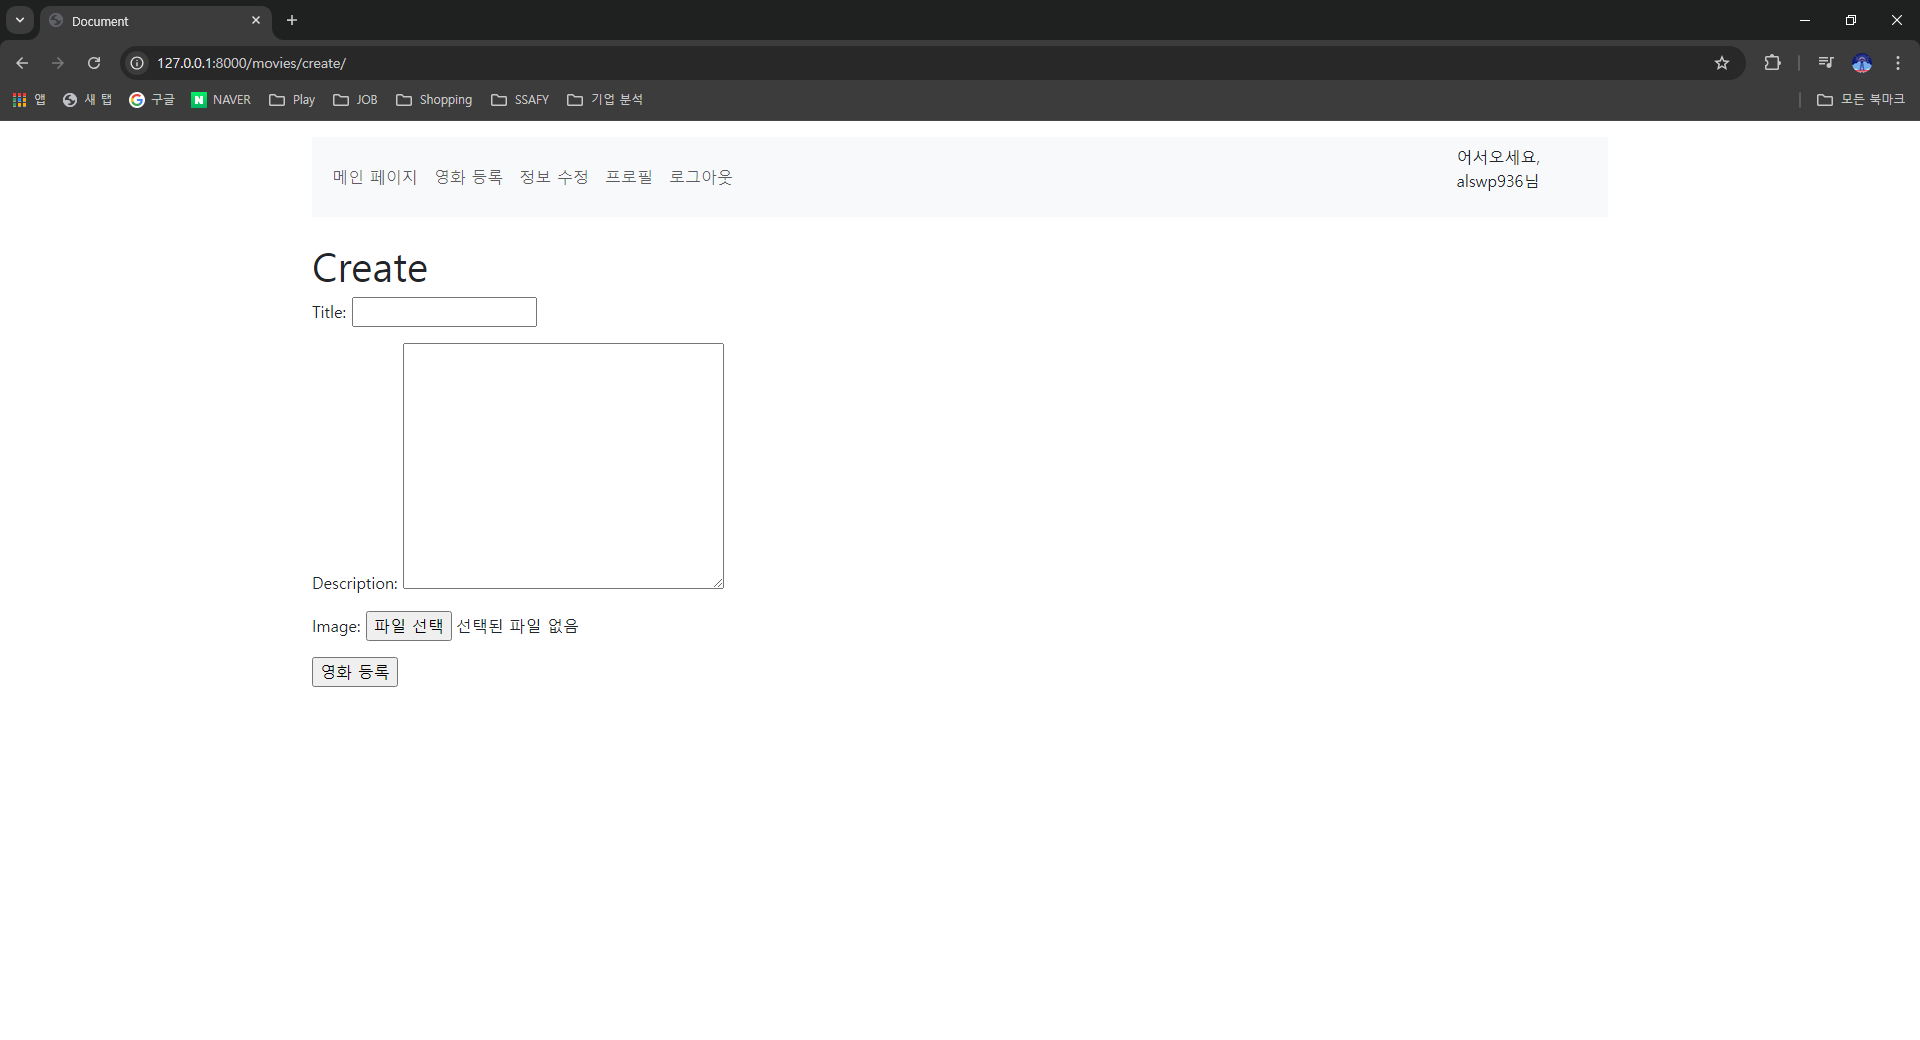 Document
127.0.0.1:8000/movies/create/
앱 새 탭 구글 NAVER Play JOB Shopping SSAFY 기업 분석 모든 북마크
메인 페이지 영화 등록 정보 수정 프로필 로그아웃
어서오세요,
alswp936님
Create
Title:
Description:
Image: 파일 선택 선택된 파일 없음
영화 등록